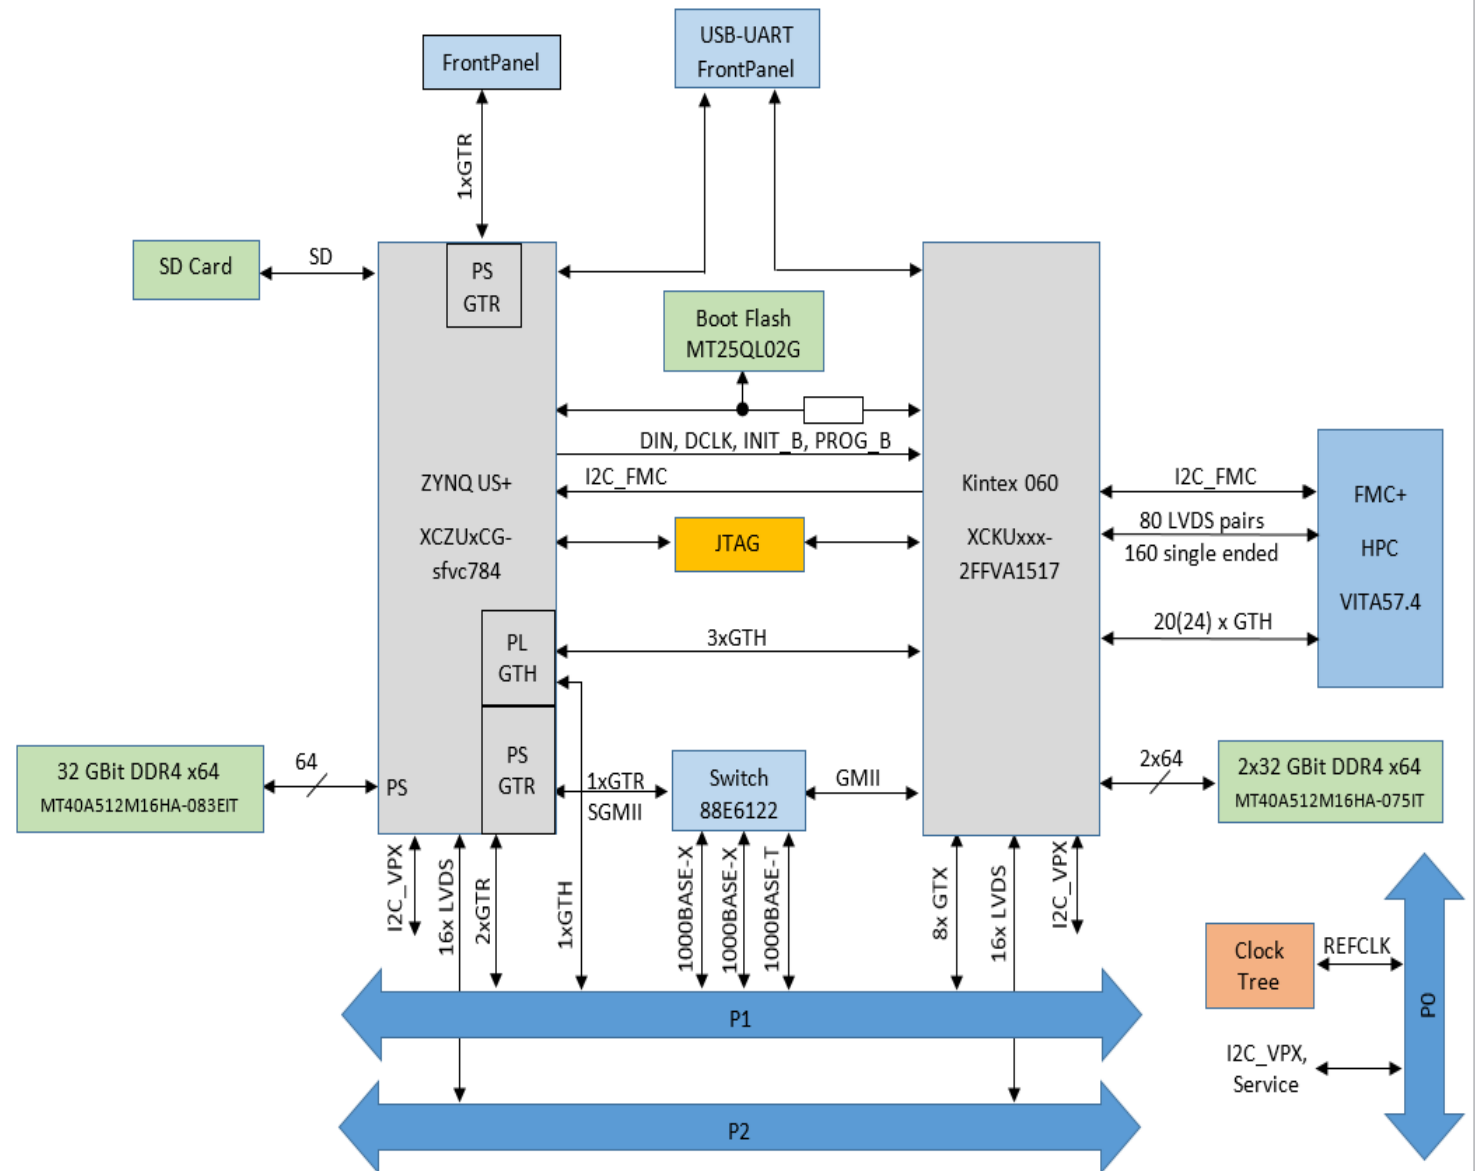 USB-UART
FrontPanel
FrontPanel
1xGTR
SD Card
SD
PS
GTR
Boot Flash
MT25QL02G
DIN, DCLK, INIT_B, PROG_B
ZYNQ US+
I2C_FMC
Kintex 060
I2C_FMC
FMC+
XCZUxCG-
sfvc784
JTAG
XCKUxxx-
2FFVA1517
80 LVDS pairs
160 single ended
HPC
VITA57.4
PL
GTH
3xGTH
20(24) x GTH
32 GBit DDR4 x64
MT40A512M16HA-083EIT
64
PS
PS
GTR
1xGTR
SGMII
Switch
88E6122
GMII
2x64
2x32 GBit DDR4 x64
MT40A512M16HA-075IT
I2C_VPX
16x LVDS
2xGTR
1xGTH
1000BASE-X
1000BASE-X
1000BASE-T
8x GTX
16x LVDS
I2C_VPX
Clock
Tree
REFCLK
P0
P1
I2C_VPX,
Service
P2